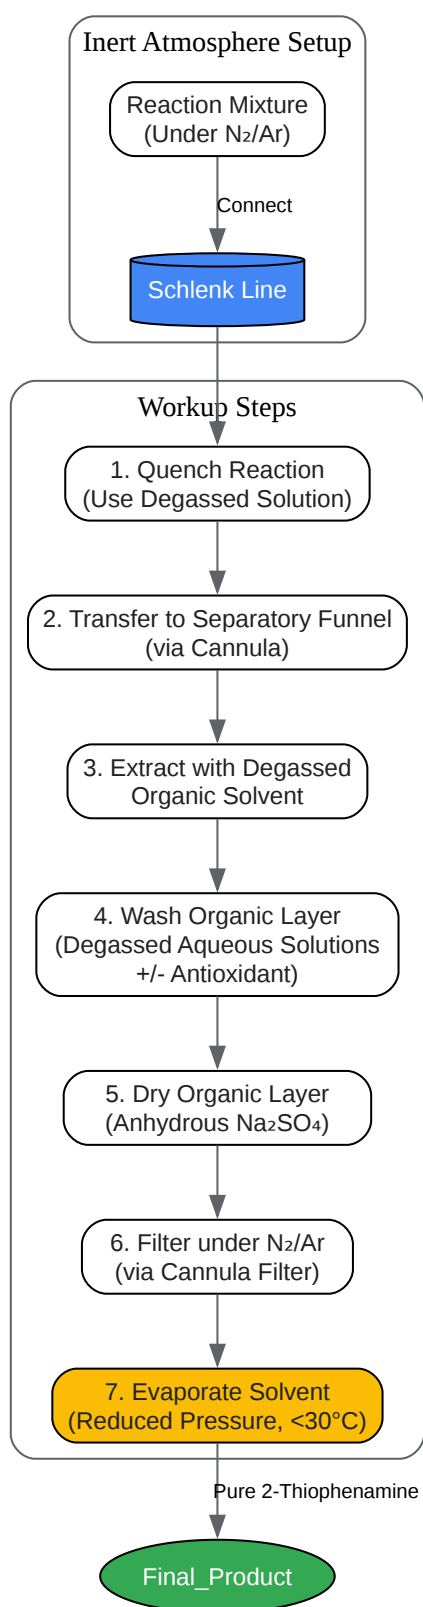 Inert Atmosphere Setup
Reaction Mixture
(Under N₂/Ar)
Connect
Schlenk Line
Workup Steps
1. Quench Reaction
(Use Degassed Solution)
2. Transfer to Separatory Funnel
(via Cannula)
3. Extract with Degassed
Organic Solvent
4. Wash Organic Layer
(Degassed Aqueous Solutions
+/- Antioxidant)
5. Dry Organic Layer
(Anhydrous Na₂SO₄)
6. Filter under N₂/Ar
(via Cannula Filter)
7. Evaporate Solvent
(Reduced Pressure, <30°C)
Pure 2-Thiophenamine
Final_Product